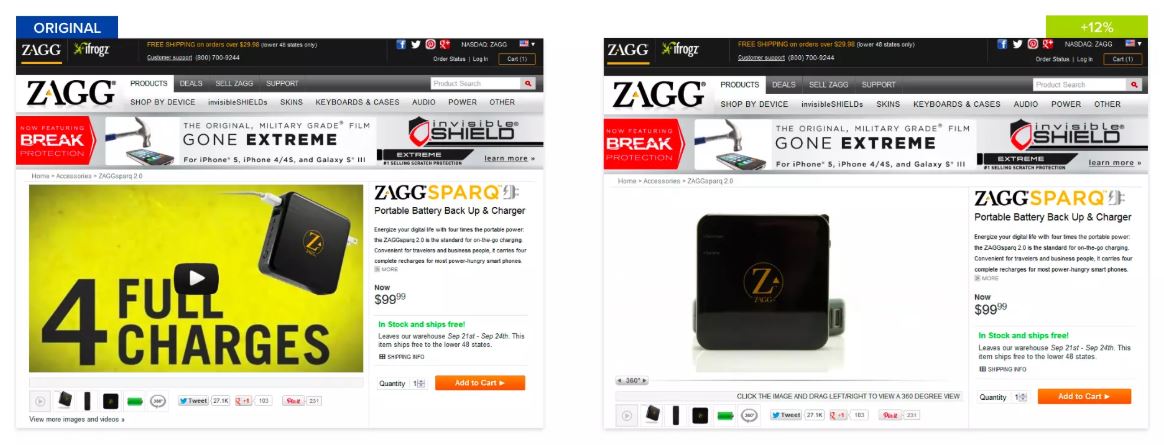 ORIGINAL
ZAGG ifrogz
FREE SHIPPING on orders over $29.98 (lower 48 states only)
NASDAQ: ZAGG
Customer support (800) 700-9244
Order Status | Log In Cart (1)
ZAGG®
PRODUCTS DEALS SELL ZAGG SUPPORT
Product Search
SHOP BY DEVICE invisibleSHIELDs SKINS KEYBOARDS & CASES AUDIO POWER OTHER
NOW FEATURING
BREAK
PROTECTION
THE ORIGINAL, MILITARY GRADE® FILM
GONE EXTREME
For iPhone® 5, iPhone 4/4S, and Galaxy S® III
invisible
SHIELD®
EXTREME
#1 SELLING SCRATCH PROTECTION
learn more »
Home > Accessories > ZAGGsparq 2.0
4 FULL
CHARGES
Z
ZAGGSPARQ™
Portable Battery Back Up & Charger
Energize your digital life with four times the portable power:
the ZAGGsparq 2.0 is the standard for on-the-go charging.
Convenient for travelers and business people, it carries four
complete recharges for most power-hungry smart phones.
MORE
Now
$99.99
In Stock and ships free!
Leaves our warehouse Sep 21st - Sep 24th. This
item ships free to the lower 48 states.
SHIPPING INFO
Quantity 1 Add to Cart
360° Tweet 27.1K +1 103 Pin it 231
View more images and videos »
+12%
ZAGG ifrogz
FREE SHIPPING on orders over $29.98 (lower 48 states only)
NASDAQ: ZAGG
Customer support (800) 700-9244
Order Status | Log In Cart (1)
ZAGG®
PRODUCTS DEALS SELL ZAGG SUPPORT
Product Search
SHOP BY DEVICE invisibleSHIELDs SKINS KEYBOARDS & CASES AUDIO POWER OTHER
NOW FEATURING
BREAK
PROTECTION
THE ORIGINAL, MILITARY GRADE® FILM
GONE EXTREME
For iPhone® 5, iPhone 4/4S, and Galaxy S® III
invisible
SHIELD®
EXTREME
#1 SELLING SCRATCH PROTECTION
learn more »
Home > Accessories > ZAGGsparq 2.0
Z
ZAGG
360°
CLICK THE IMAGE AND DRAG LEFT/RIGHT TO VIEW A 360 DEGREE VIEW
360° Tweet 27.1K +1 103 Pin it 231
ZAGGSPARQ™
Portable Battery Back Up & Charger
Energize your digital life with four times the portable power:
the ZAGGsparq 2.0 is the standard for on-the-go charging.
Convenient for travelers and business people, it carries four
complete recharges for most power-hungry smart phones.
MORE
Now
$99.99
In Stock and ships free!
Leaves our warehouse Sep 21st - Sep 24th. This
item ships free to the lower 48 states.
SHIPPING INFO
Quantity 1 Add to Cart